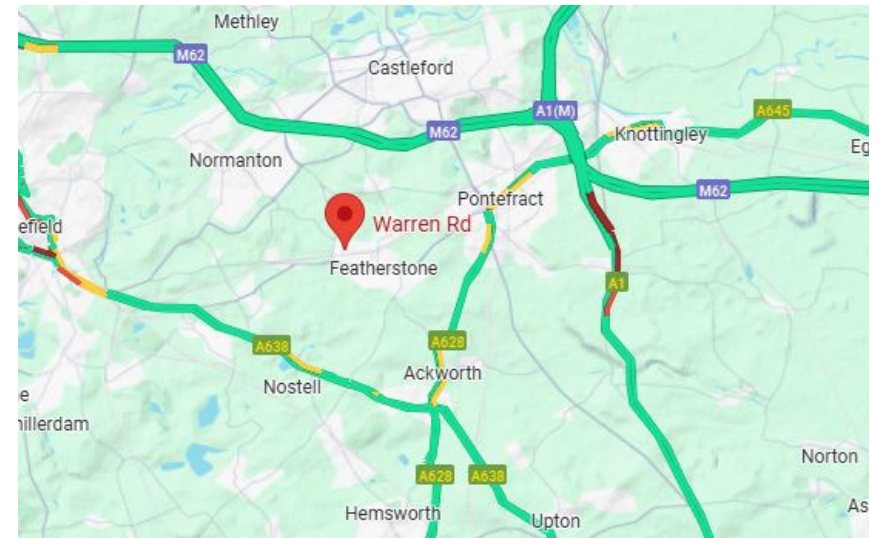 Methley
M62
Castleford
A1(M)
A645
M62
Knottingley
Eg
Normanton
M62
Pontefract
Warren Rd
efield
Featherstone
A1
A628
A638
Ackworth
Nostell
e
hillerdam
Norton
A628
A638
Hemsworth
Upton
As